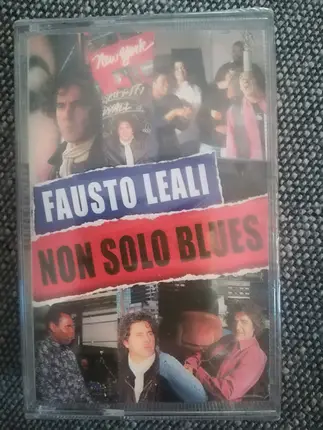 New York
FAUSTO LEALI
NON SOLO BLUES